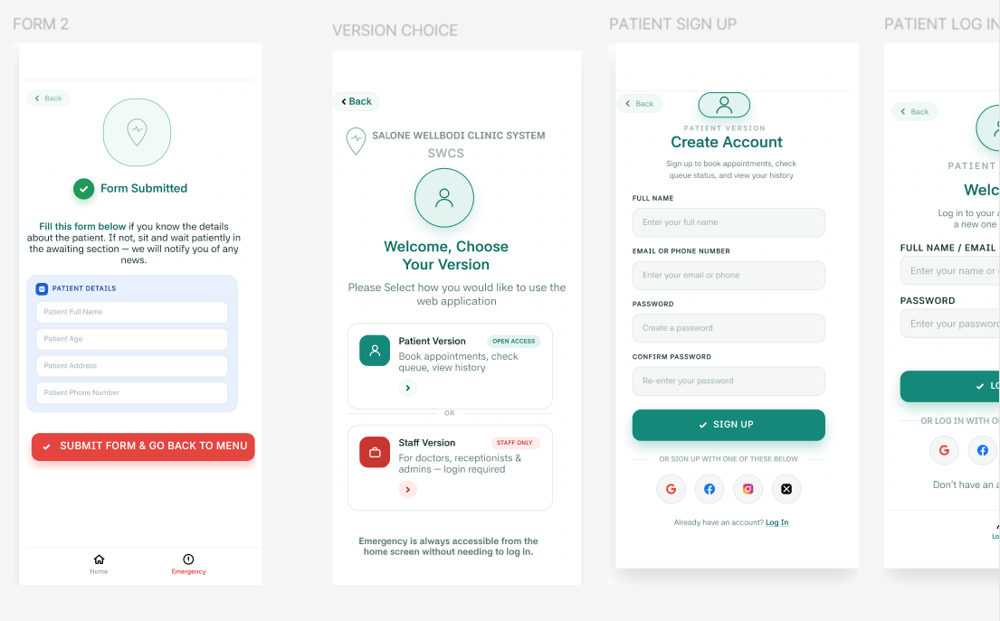 FORM 2
Back
Form Submitted
Fill this form below if you know the details
about the patient. If not, sit and wait patiently in
the awaiting section — we will notify you of any
news.
PATIENT DETAILS
Patient Full Name
Patient Age
Patient Address
Patient Phone Number
SUBMIT FORM & GO BACK TO MENU
Home
Emergency
VERSION CHOICE
Back
SALONE WELLBODI CLINIC SYSTEM
SWCS
Welcome, Choose
Your Version
Please Select how you would like to use the
web application
Patient Version
OPEN ACCESS
Book appointments, check
queue, view history
OR
Staff Version
STAFF ONLY
For doctors, receptionists &
admins — login required
Emergency is always accessible from the
home screen without needing to log in.
PATIENT SIGN UP
Back
PATIENT VERSION
Create Account
Sign up to book appointments, check
queue status, and view your history
FULL NAME
Enter your full name
EMAIL OR PHONE NUMBER
Enter your email or phone
PASSWORD
Create a password
CONFIRM PASSWORD
Re-enter your password
SIGN UP
OR SIGN UP WITH ONE OF THESE BELOW
Already have an account? Log In
PATIENT LOG IN
Back
PATIENT
Welc
Log in to your a
a new one
FULL NAME / EMAIL
Enter your name or
PASSWORD
Enter your password
LO
OR LOG IN WITH O
Don't have an a
Lo